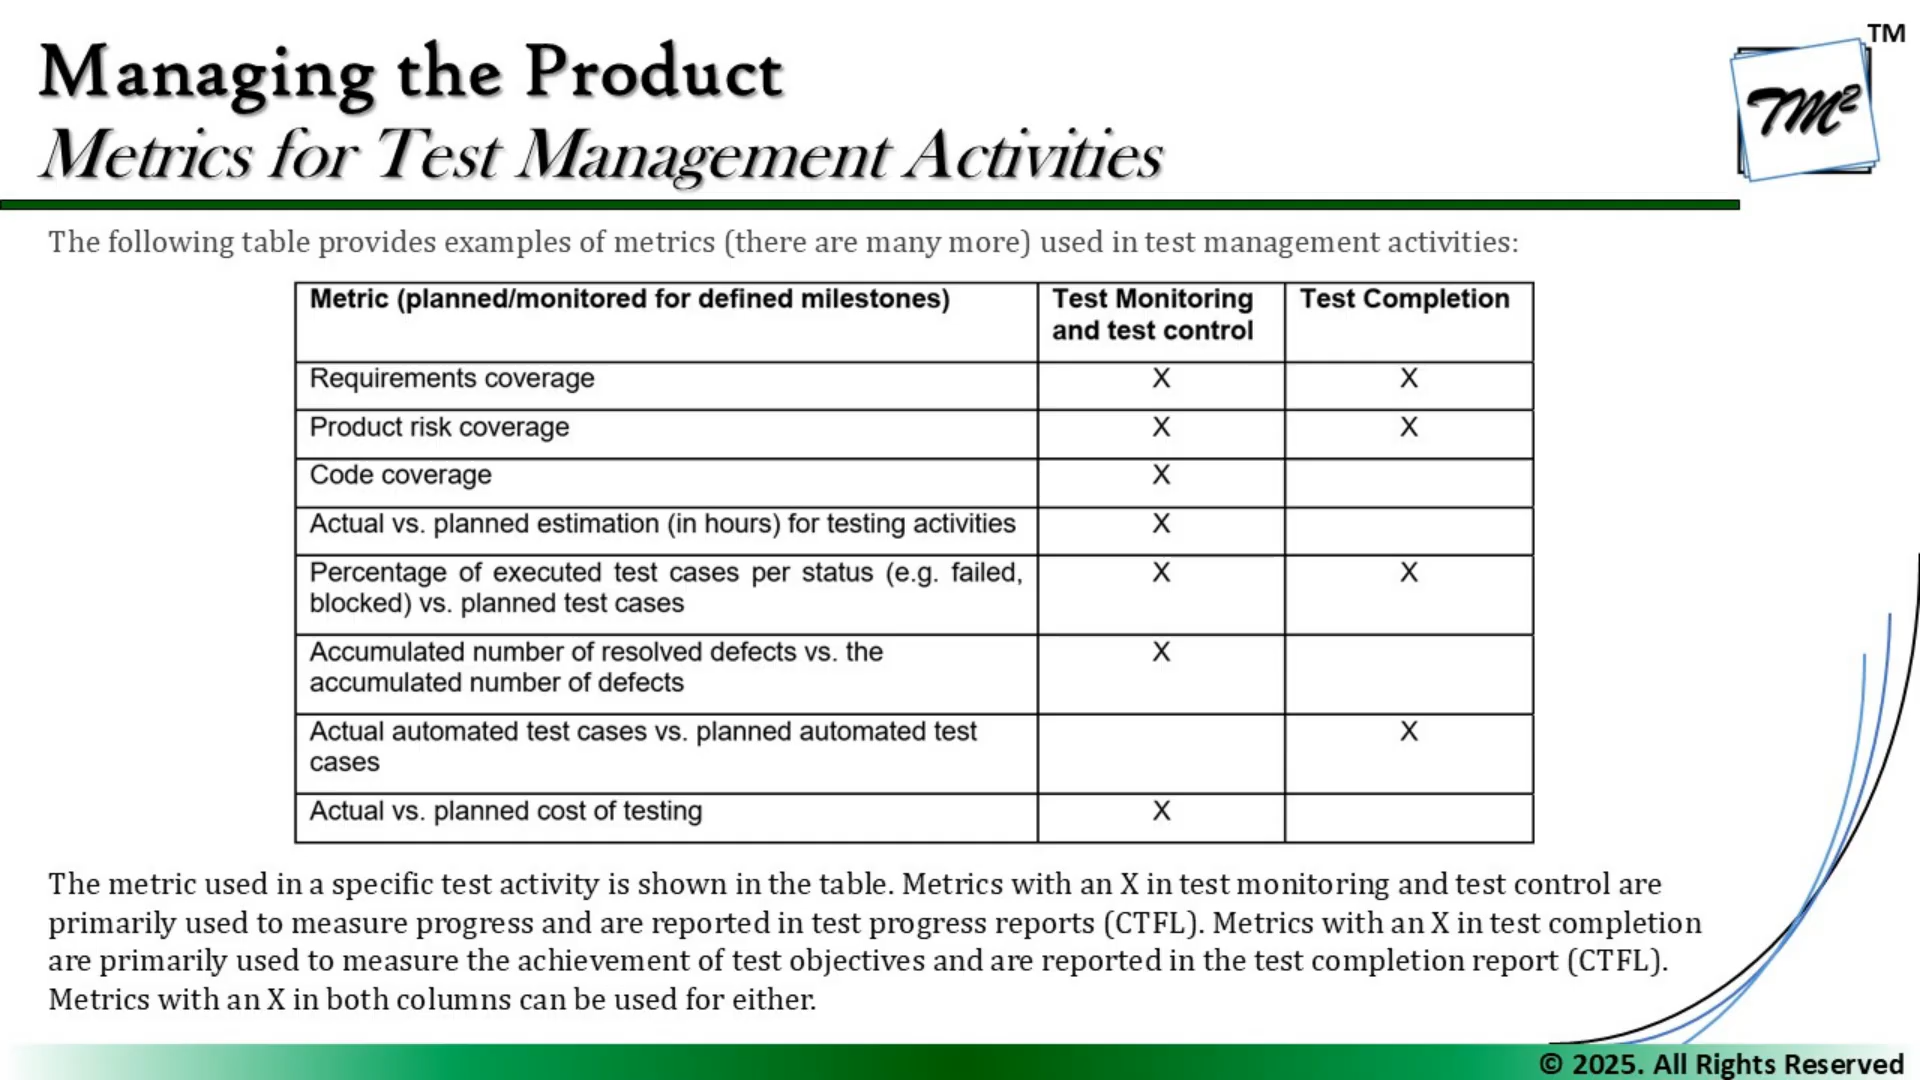 Managing the Product
Metrics for Test Management Activities
TM
TM²
The following table provides examples of metrics (there are many more) used in test management activities:
Metric (planned/monitored for defined milestones)
Test Monitoring
and test control
Test Completion
Requirements coverage X X
Product risk coverage X X
Code coverage X
Actual vs. planned estimation (in hours) for testing activities X
Percentage of executed test cases per status (e.g. failed, X X
blocked) vs. planned test cases
Accumulated number of resolved defects vs. the X
accumulated number of defects
Actual automated test cases vs. planned automated test X
cases
Actual vs. planned cost of testing X
The metric used in a specific test activity is shown in the table. Metrics with an X in test monitoring and test control are
primarily used to measure progress and are reported in test progress reports (CTFL). Metrics with an X in test completion
are primarily used to measure the achievement of test objectives and are reported in the test completion report (CTFL).
Metrics with an X in both columns can be used for either.
© 2025. All Rights Reserved